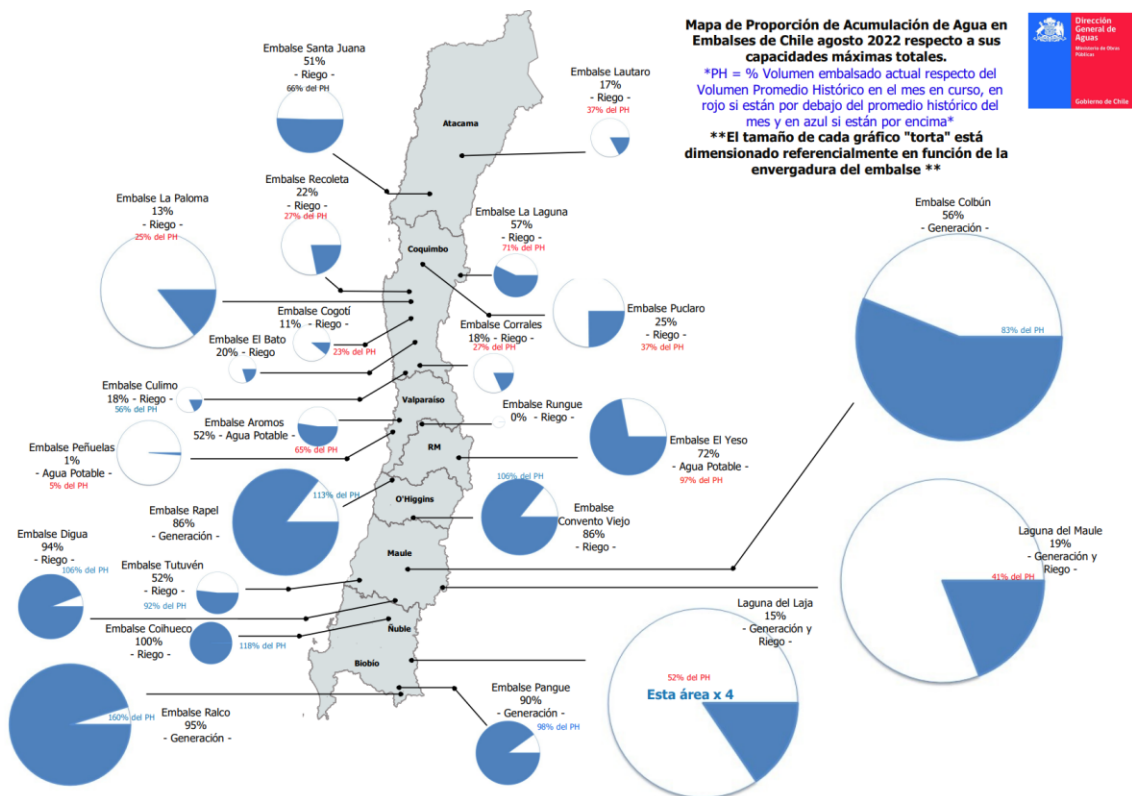 Mapa de Proporción de Acumulación de Agua en
Embalses de Chile agosto 2022 respecto a sus
capacidades máximas totales.
*PH = % Volumen embalsado actual respecto del
Volumen Promedio Histórico en el mes en curso, en
rojo si están por debajo del promedio histórico del
mes y en azul si están por encima*
**El tamaño de cada gráfico "torta" está
dimensionado referencialmente en función de la
envergadura del embalse **
Dirección
General de
Aguas
Ministerio de Obras
Públicas
Gobierno de Chile
Embalse Santa Juana
51%
- Riego -
66% del PH
Embalse Lautaro
17%
- Riego -
37% del PH
Atacama
Embalse Recoleta
22%
- Riego -
27% del PH
Embalse La Paloma
13%
- Riego -
25% del PH
Embalse La Laguna
57%
- Riego -
71% del PH
Coquimbo
Embalse Colbún
56%
- Generación -
83% del PH
Embalse Puclaro
25%
- Riego -
37% del PH
Embalse Cogotí
11% - Riego -
23% del PH
Embalse Corrales
18% - Riego -
27% del PH
Embalse El Bato
20% - Riego
Embalse Culimo
18% - Riego -
56% del PH
Valparaíso
Embalse Rungue
0% - Riego -
Embalse Aromos
52% - Agua Potable -
65% del PH
Embalse Peñuelas
1%
- Agua Potable -
5% del PH
RM
Embalse El Yeso
72%
- Agua Potable -
97% del PH
113% del PH
Embalse Rapel
86%
- Generación -
O'Higgins
106% del PH
Embalse
Convento Viejo
86%
- Riego -
Embalse Digua
94%
- Riego -
106% del PH
Maule
Laguna del Maule
19%
- Generación y
Riego -
41% del PH
Embalse Tutuvén
52%
- Riego -
92% del PH
Embalse Coihueco
100%
- Riego -
118% del PH
Ñuble
Biobío
Laguna del Laja
15%
- Generación y
Riego -
52% del PH
Esta área x 4
160% del PH
Embalse Ralco
95%
- Generación -
Embalse Pangue
90%
- Generación -
98% del PH